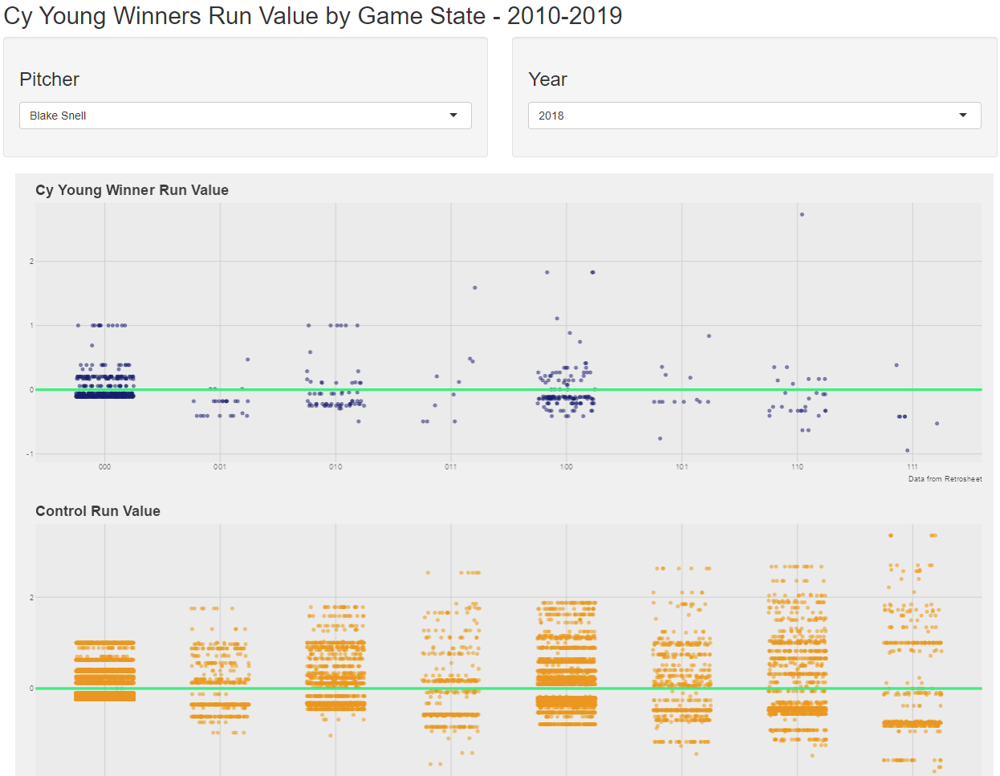 Cy Young Winners Run Value by Game State - 2010-2019
Pitcher
Year
Blake Snell
2018
Cy Young Winner Run Value
2
1
0
-1
000 001 010 011 100 101 110 111
Data from Retrosheet
Control Run Value
2
0